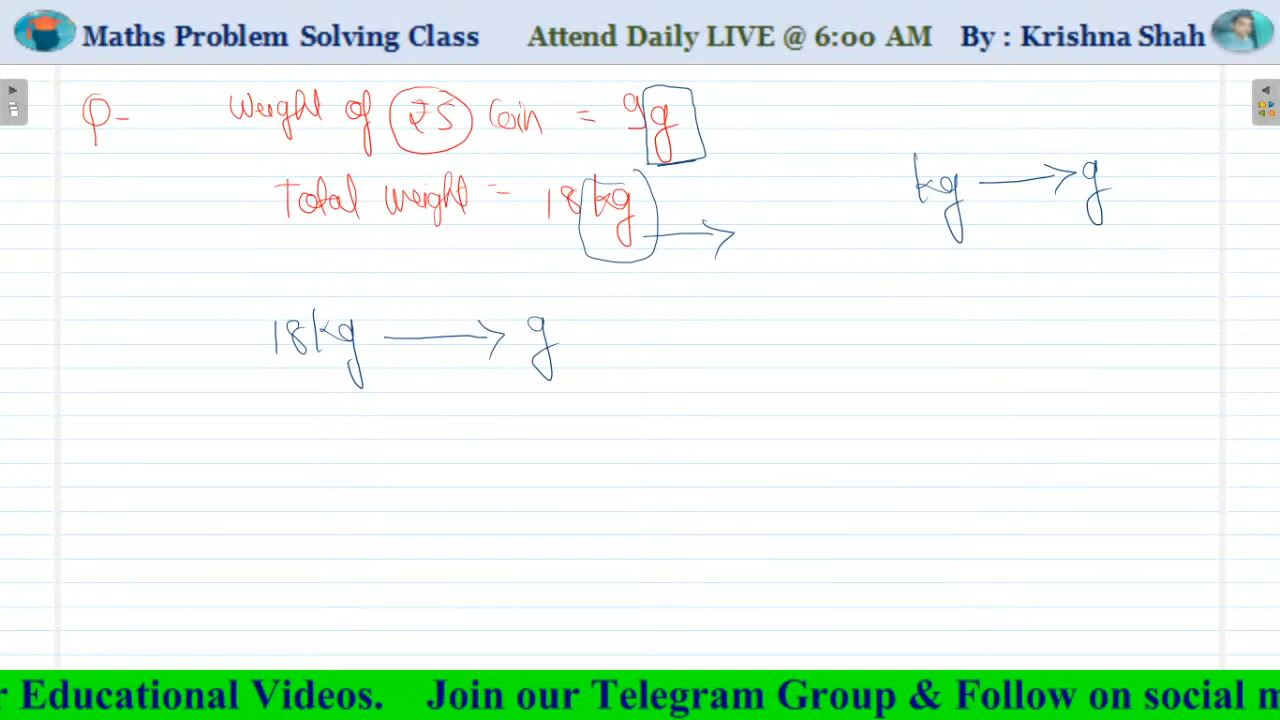 Maths Problem Solving Class Attend Daily LIVE @ 6:00 AM By : Krishna Shah
Q- Weight of ₹5 Coin = 9g
Total weight = 18kg
kg → g
18kg → g
r Educational Videos. Join our Telegram Group & Follow on social m